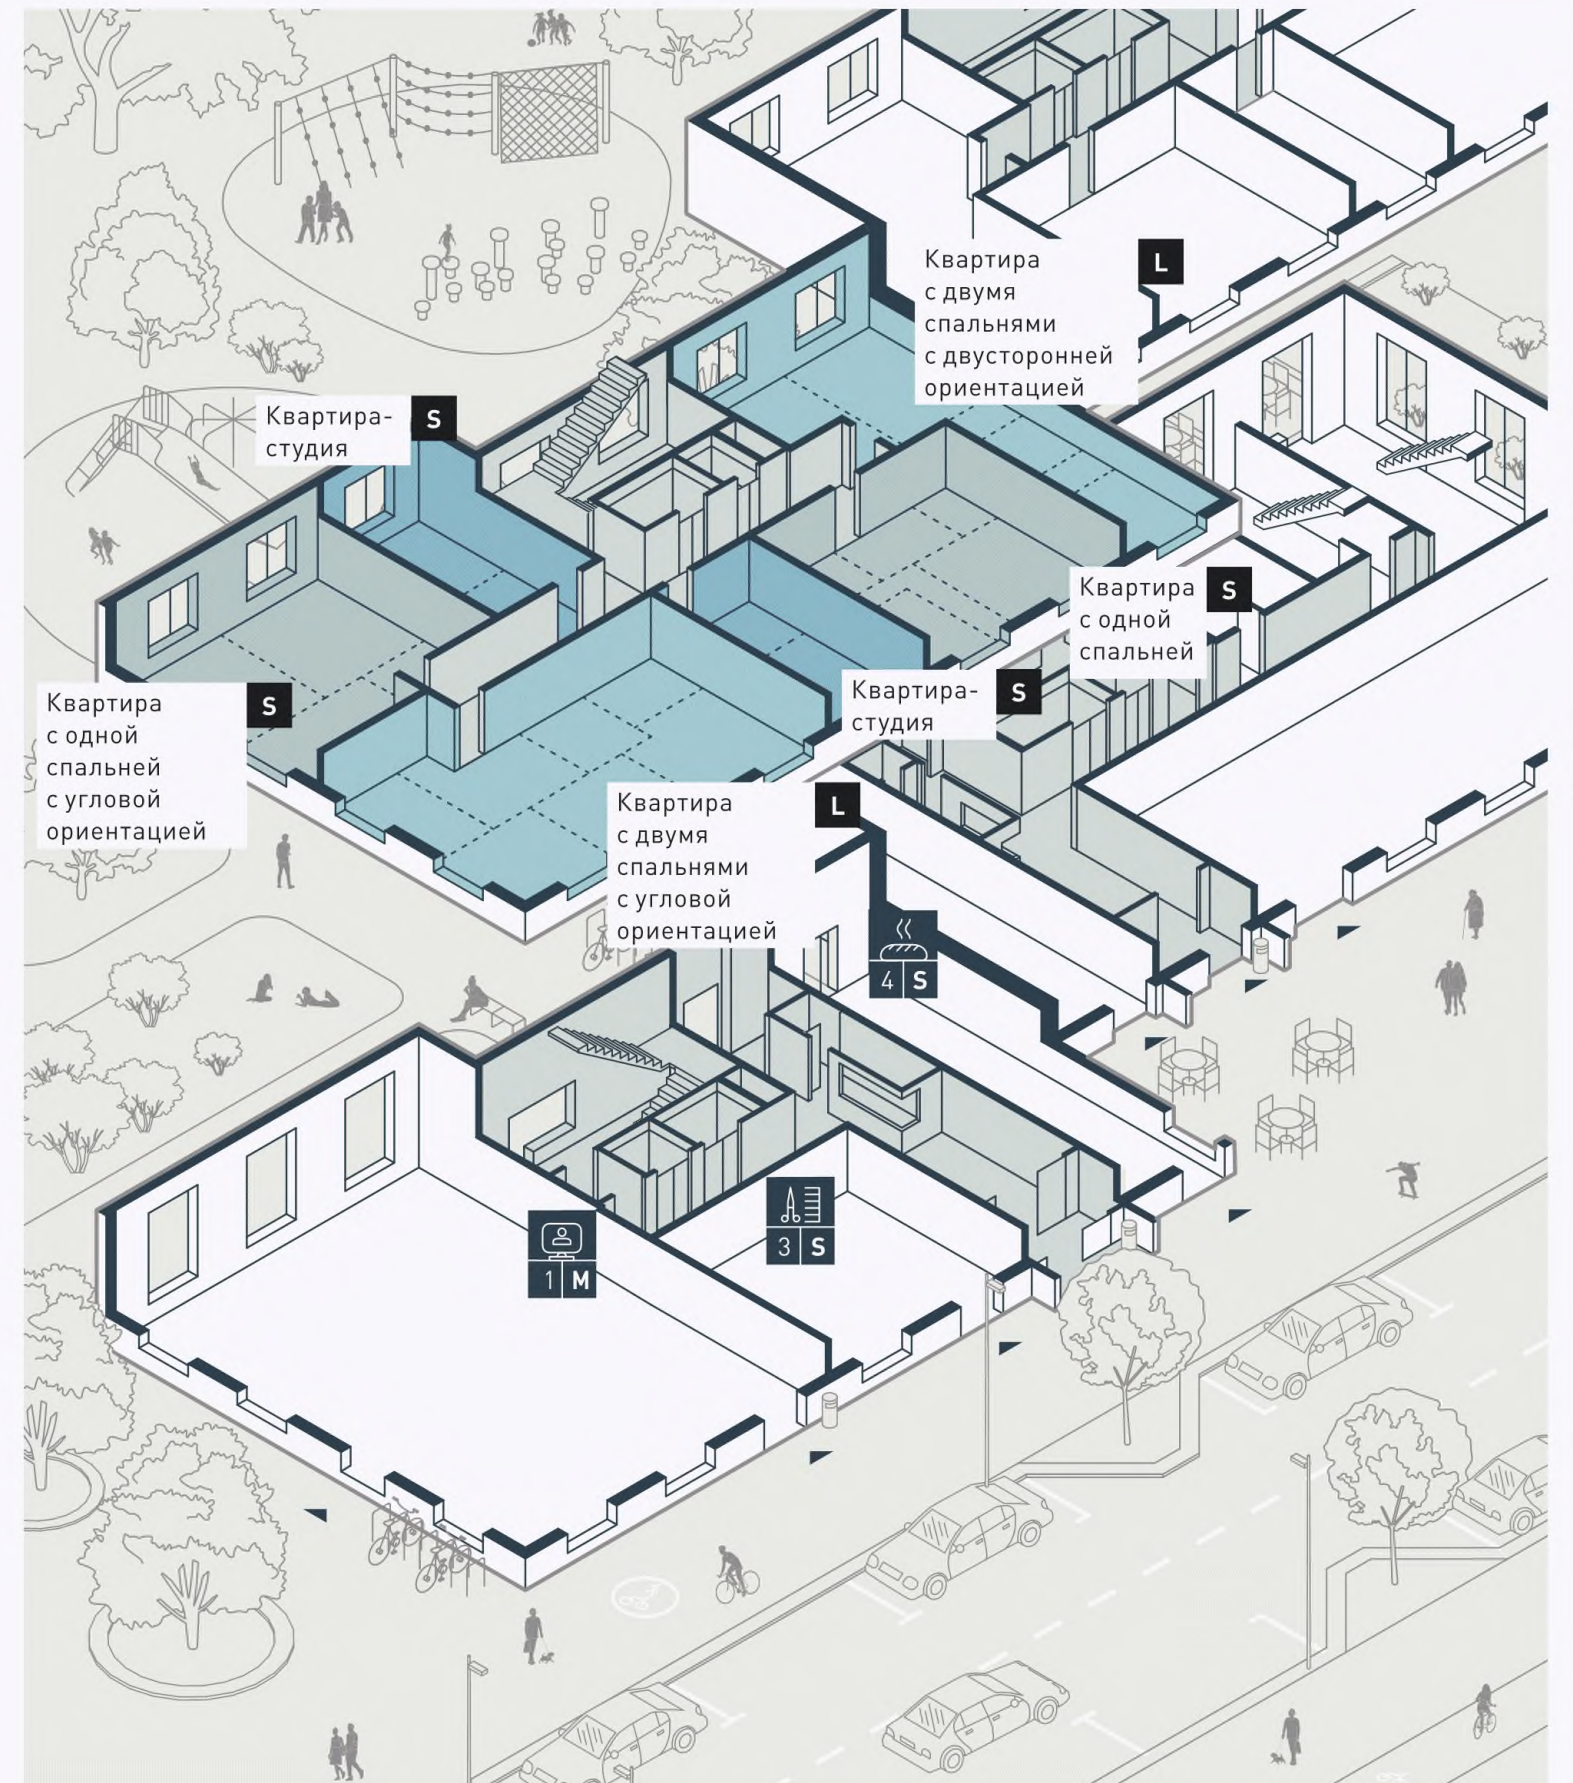 Квартира
с двумя
спальнями
с двусторонней
ориентацией
L
Квартира-
студия
S
Квартира
с одной
спальней
S
Квартира-
студия
S
Квартира
с одной
спальней
с угловой
ориентацией
S
Квартира
с двумя
спальнями
с угловой
ориентацией
L
4 S
3 S
1 M